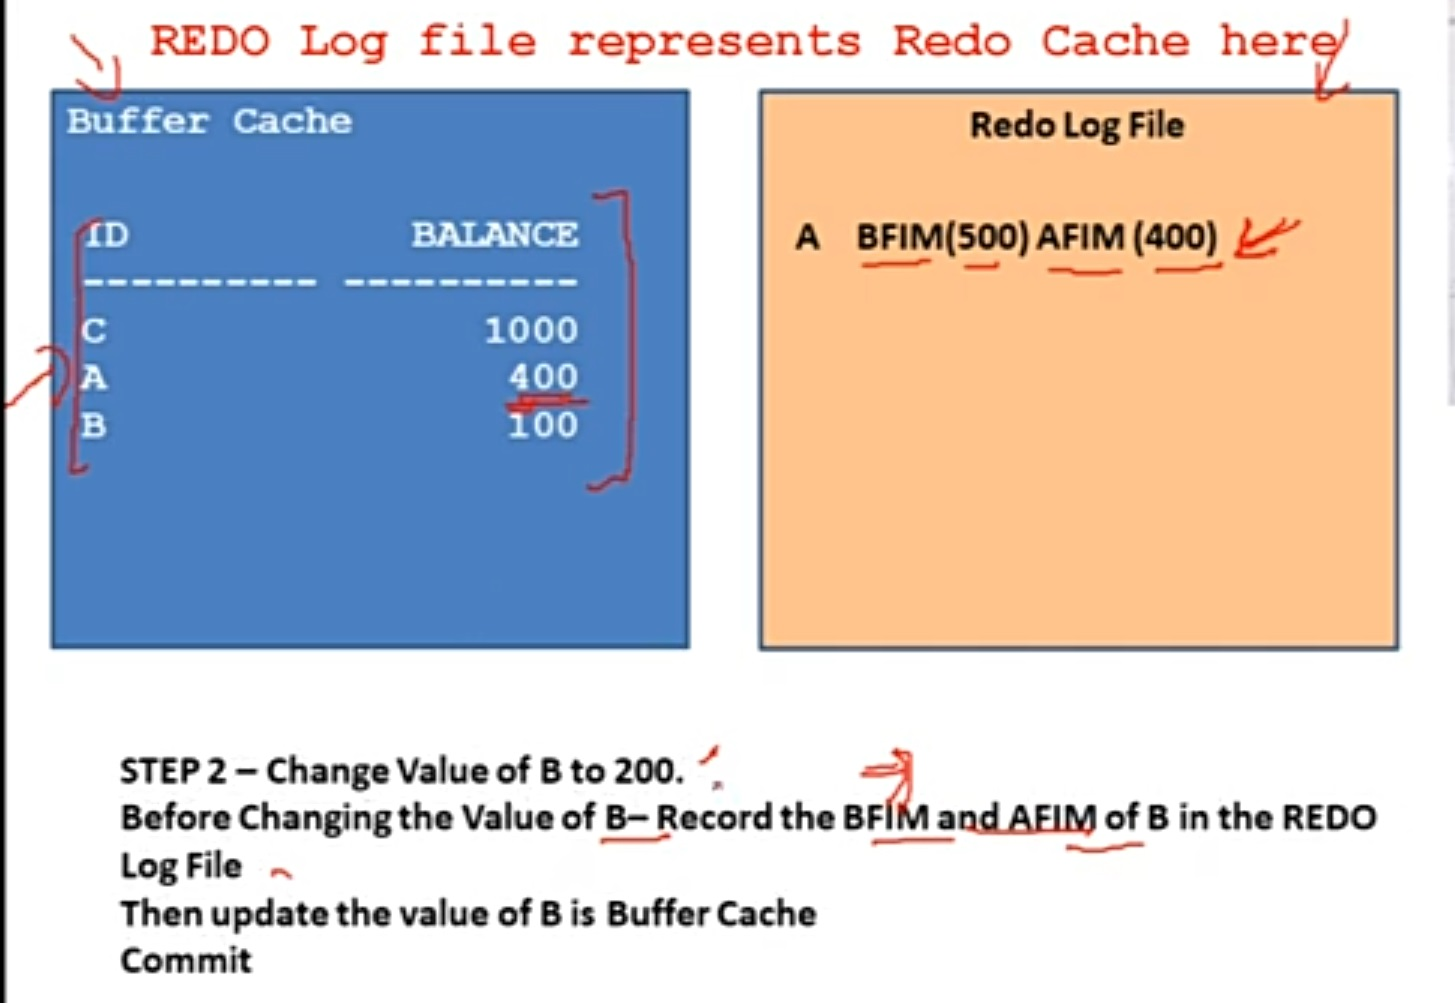 REDO Log file represents Redo Cache here
Buffer Cache
ID BALANCE
---------- ----------
C 1000
A 400
B 100
Redo Log File
A BFIM(500) AFIM (400)
STEP 2 – Change Value of B to 200.
Before Changing the Value of B– Record the BFIM and AFIM of B in the REDO
Log File
Then update the value of B is Buffer Cache
Commit